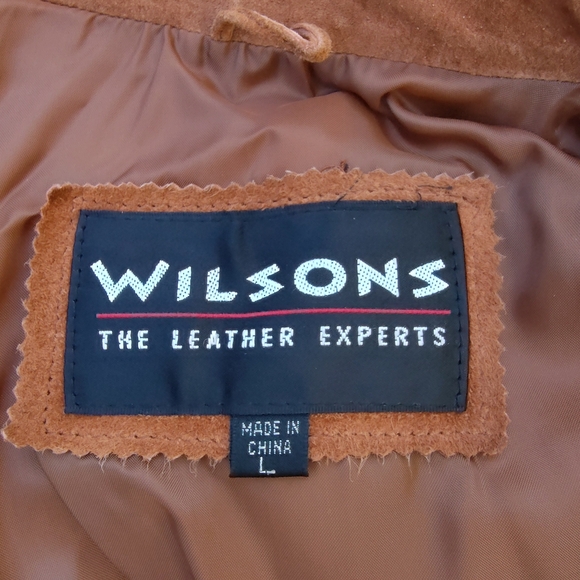 WILSONS
THE LEATHER EXPERTS
MADE IN
CHINA
L